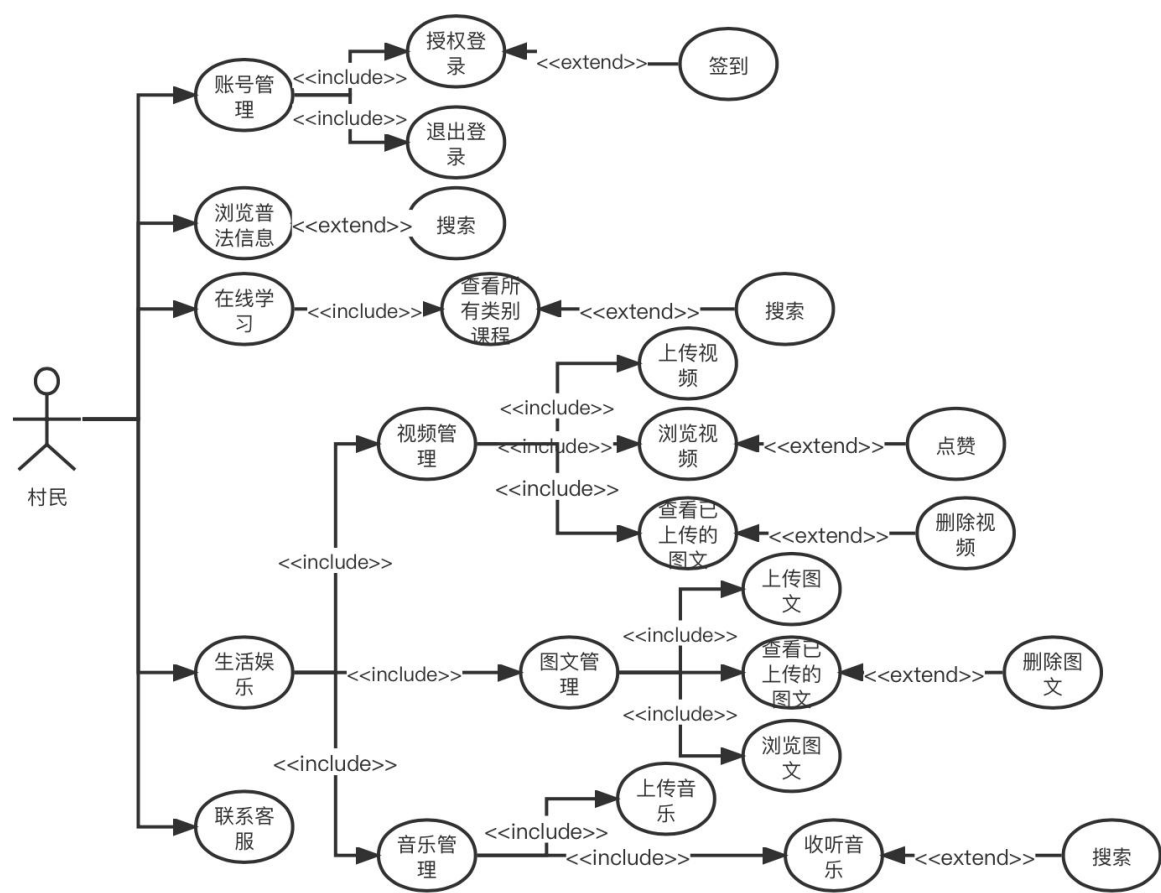 授权登
录
<<extend>>
签到
账号管
理
<<include>>
<<include>>
退出登
录
浏览普
法信息
<<extend>>
搜索
在线学
习
<<include>>
查看所
有类别
课程
<<extend>>
搜索
上传视
频
<<include>>
视频管
理
<<include>>
浏览视
频
<<extend>>
点赞
村民
<<include>>
查看已
上传的
图文
<<extend>>
删除视
频
<<include>>
上传图
文
<<include>>
生活娱
乐
<<include>>
图文管
理
查看已
上传的
图文
<<extend>>
删除图
文
<<include>>
浏览图
文
<<include>>
上传音
乐
联系客
服
<<include>>
音乐管
理
<<include>>
收听音
乐
<<extend>>
搜索